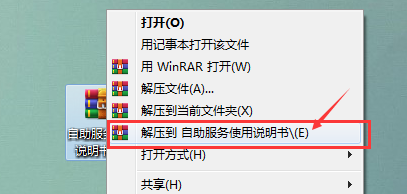 打开(O)
用记事本打开该文件
用 WinRAR 打开(W)
解压文件(A)...
解压到当前文件夹(X)
解压到 自助服务使用说明书\(E)
打开方式(H)
共享(H)
自助服
说明书